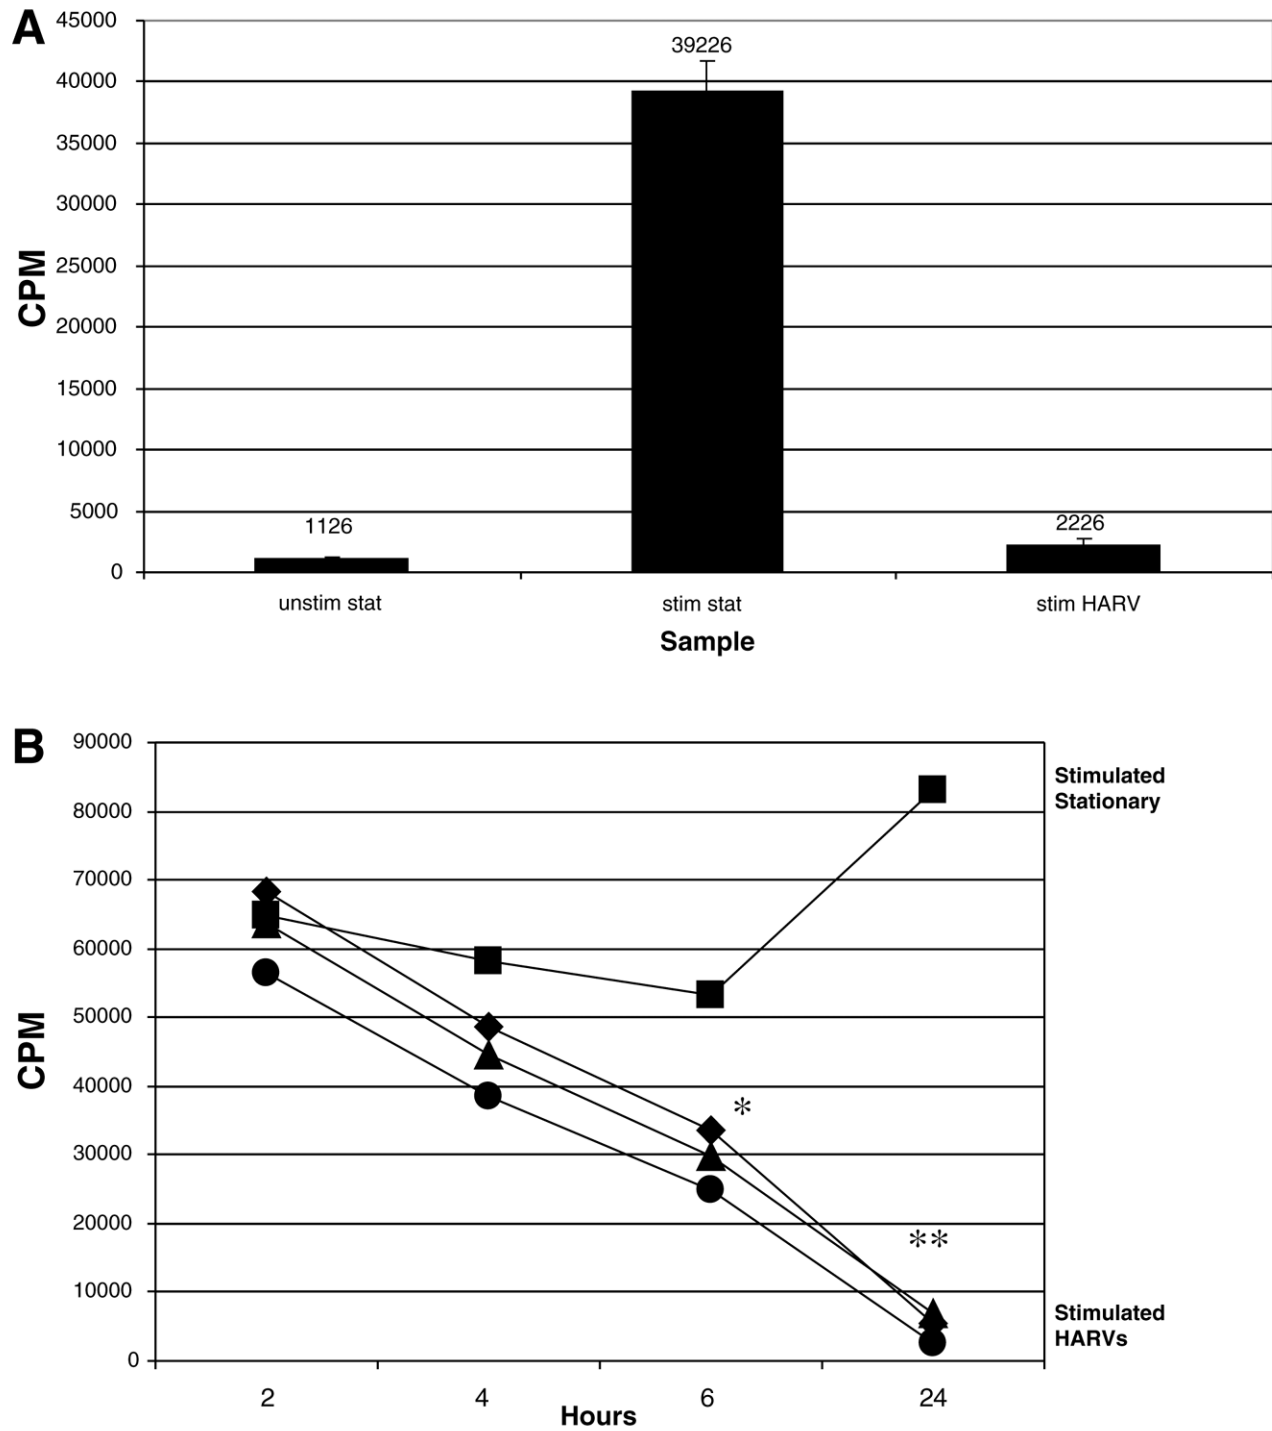 A
45000
40000
35000
30000
25000
20000
15000
10000
5000
0
CPM
39226
1126
2226
unstim stat
stim stat
stim HARV
Sample
B
90000
80000
70000
60000
50000
40000
30000
20000
10000
0
CPM
Stimulated
Stationary
*
**
Stimulated
HARVs
2
4
6
24
Hours